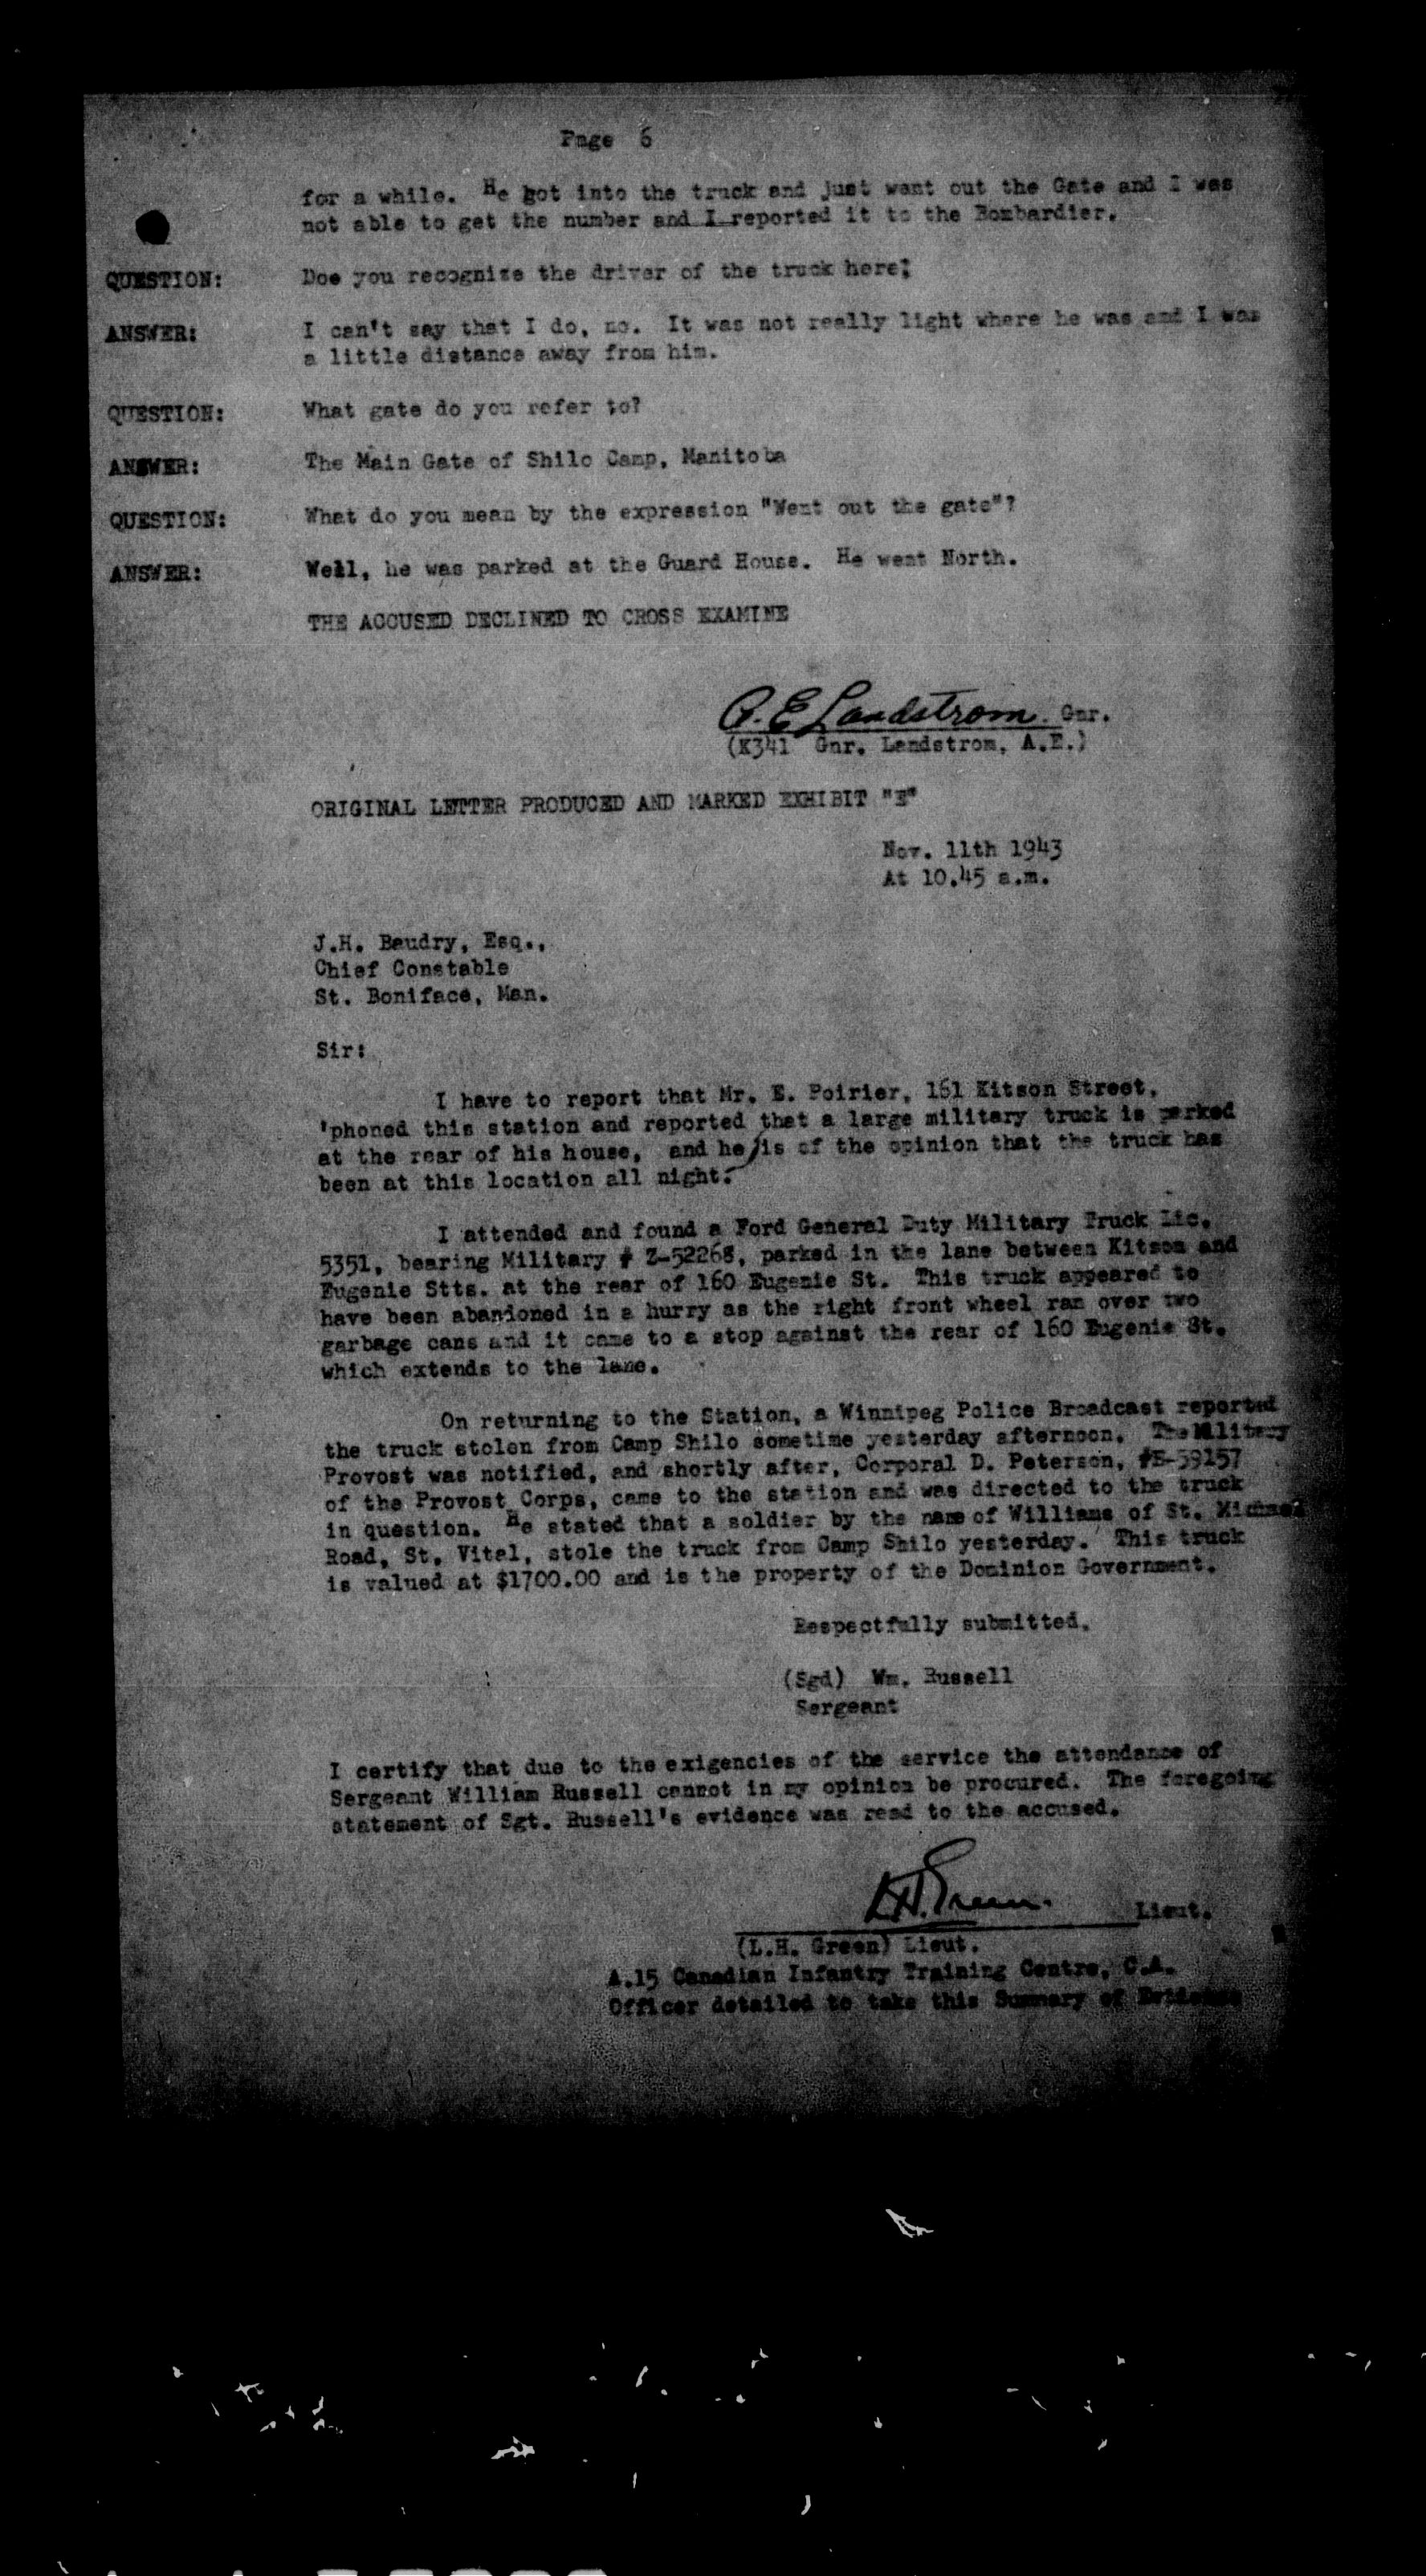 Page 6
for a while. He got into the truck and just went out the Gate and I was
not able to get the number and I reported it to the Bombardier.
QUESTION: Doe you recognize the driver of the truck here?
ANSWER: I can't say that I do, no. It was not really light where he was and I was
a little distance away from him.
QUESTION: What gate do you refer to?
ANSWER: The Main Gate of Shilo Camp, Manitoba
QUESTION: What do you mean by the expression "Went out the gate"?
ANSWER: Well, he was parked at the Guard House. He went North.
THE ACCUSED DECLINED TO CROSS EXAMINE
A.E Landstrom. Gnr.
(K341 Gnr. Landstrom, A.E.)
ORIGINAL LETTER PRODUCED AND MARKED EXHIBIT "E"
Nov. 11th 1943
At 10.45 a.m.
J.H. Baudry, Esq.,
Chief Constable
St. Boniface, Man.
Sir:
I have to report that Mr. E. Poirier, 161 Kitson Street,
'phoned this station and reported that a large military truck is parked
at the rear of his house, and he is of the opinion that the truck has
been at this location all night.
I attended and found a Ford General Duty Military Truck Lic.
5351, bearing Military # Z-52268, parked in the lane between Kitson and
Eugenie Stts. at the rear of 160 Eugenie St. This truck appeared to
have been abandoned in a hurry as the right front wheel ran over two
garbage cans and it came to a stop against the rear of 160 Eugenie St.
which extends to the lane.
On returning to the Station, a Winnipeg Police Broadcast reported
the truck stolen from Camp Shilo sometime yesterday afternoon. The Military
Provost was notified, and shortly after, Corporal D. Peterson, #B-59157
of the Provost Corps, came to the station and was directed to the truck
in question. He stated that a soldier by the name of Williams of St. Michael
Road, St. Vital, stole the truck from Camp Shilo yesterday. This truck
is valued at $1700.00 and is the property of the Dominion Government.
Respectfully submitted,
(Sgd) Wm. Russell
Sergeant
I certify that due to the exigencies of the service the attendance of
Sergeant William Russell cannot in my opinion be procured. The foregoing
statement of Sgt. Russell's evidence was read to the accused.
LH. Green. Lieut.
(L.H. Green) Lieut.
A.15 Canadian Infantry Training Centre, C.A.
Officer detailed to take this Summary of Evidence